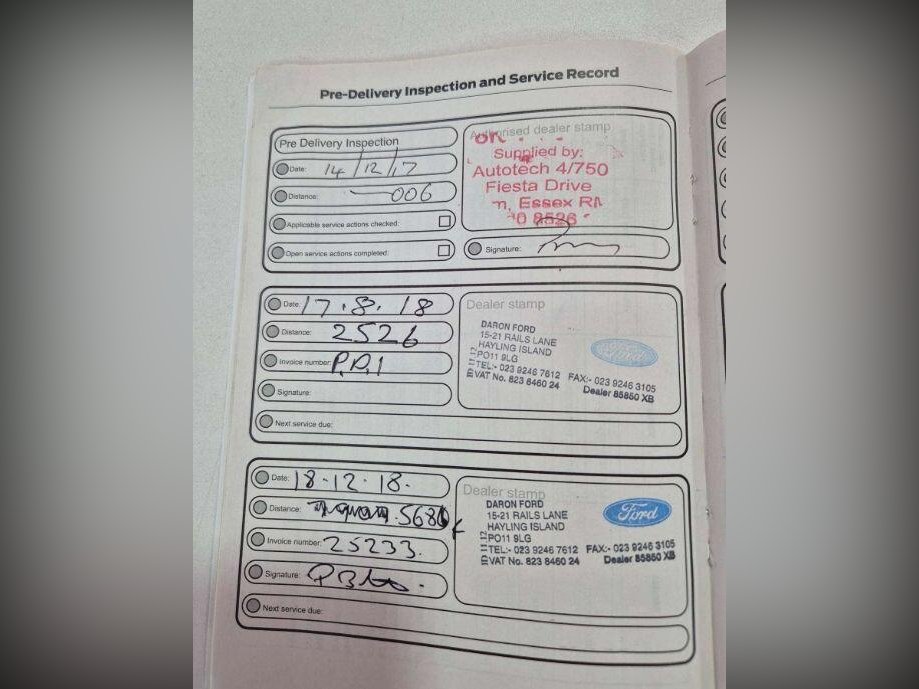 Pre-Delivery Inspection and Service Record
Pre Delivery Inspection
Date: 14/12/17
Distance: 006
Applicable service actions checked:
Open service actions completed:
Authorised dealer stamp
Supplied by:
Autotech 4/750
Fiesta Drive
m, Essex RM
0 8526
Signature:
Date: 17.8.18
Distance: 2526
Invoice number: P.D.I
Signature:
Next service due:
Dealer stamp
DARON FORD
15-21 RAILS LANE
HAYLING ISLAND
PO11 9LG
TEL:- 023 9246 7612 FAX:- 023 9246 3105
VAT No. 823 8460 24 Dealer 85850 XB
Ford
Date: 18.12.18.
Distance: 5680
Invoice number: 25233.
Signature:
Next service due:
Dealer stamp
DARON FORD
15-21 RAILS LANE
HAYLING ISLAND
PO11 9LG
TEL:- 023 9246 7612 FAX:- 023 9246 3105
VAT No. 823 8460 24 Dealer 85850 XB
Ford